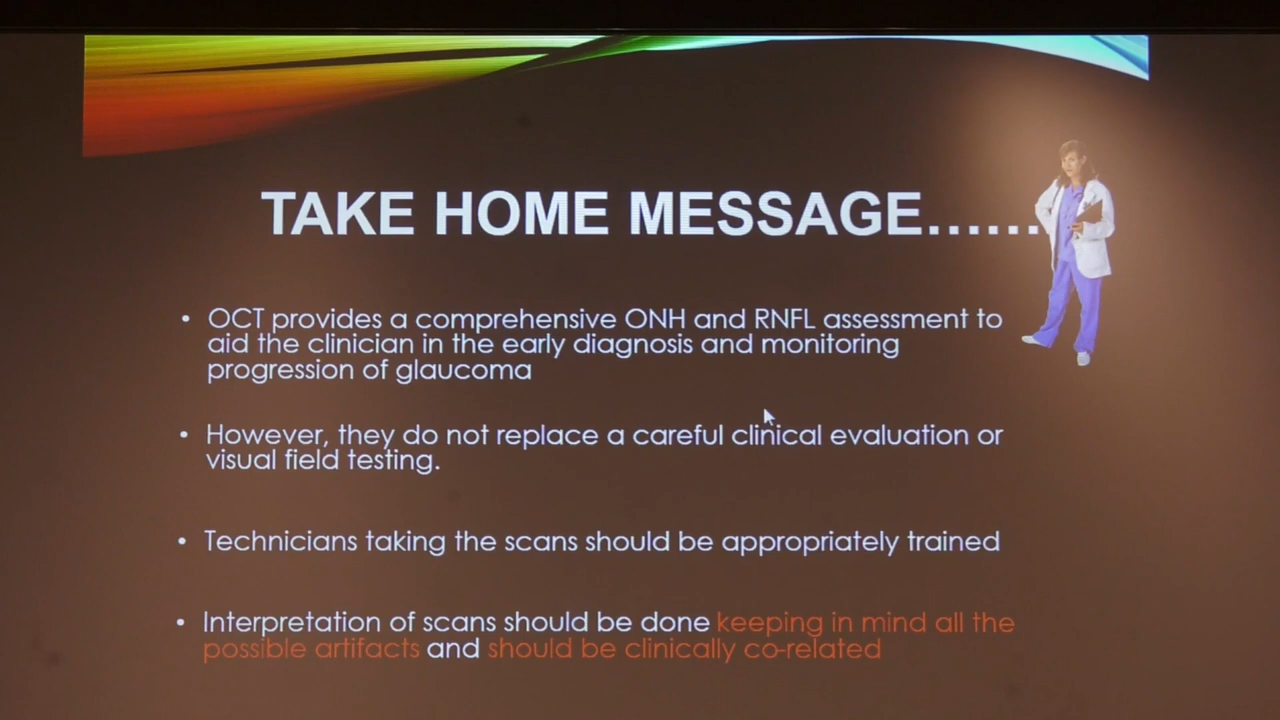 TAKE HOME MESSAGE......
• OCT provides a comprehensive ONH and RNFL assessment to
aid the clinician in the early diagnosis and monitoring
progression of glaucoma
• However, they do not replace a careful clinical evaluation or
visual field testing.
• Technicians taking the scans should be appropriately trained
• Interpretation of scans should be done keeping in mind all the
possible artifacts and should be clinically co-related